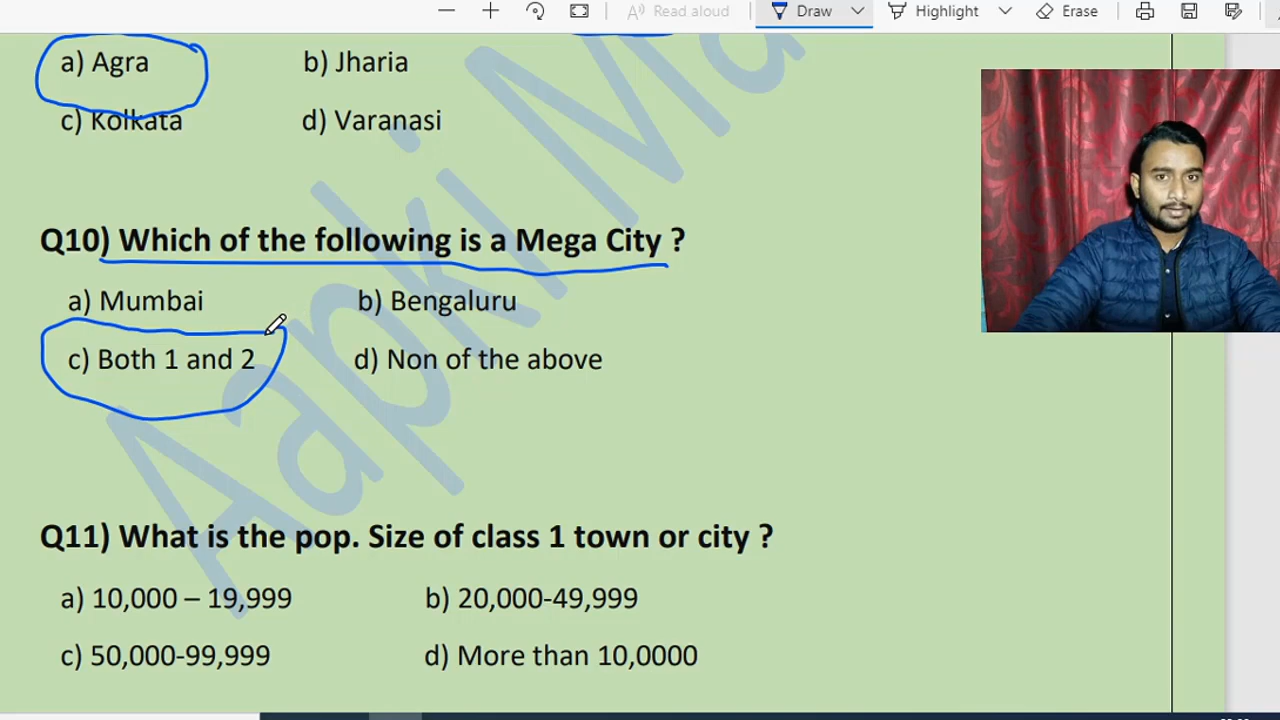 Read aloud Draw Highlight Erase
a) Agra b) Jharia
c) Kolkata d) Varanasi
Q10) Which of the following is a Mega City ?
a) Mumbai b) Bengaluru
c) Both 1 and 2 d) Non of the above
Q11) What is the pop. Size of class 1 town or city ?
a) 10,000 – 19,999 b) 20,000-49,999
c) 50,000-99,999 d) More than 10,0000
Aapki